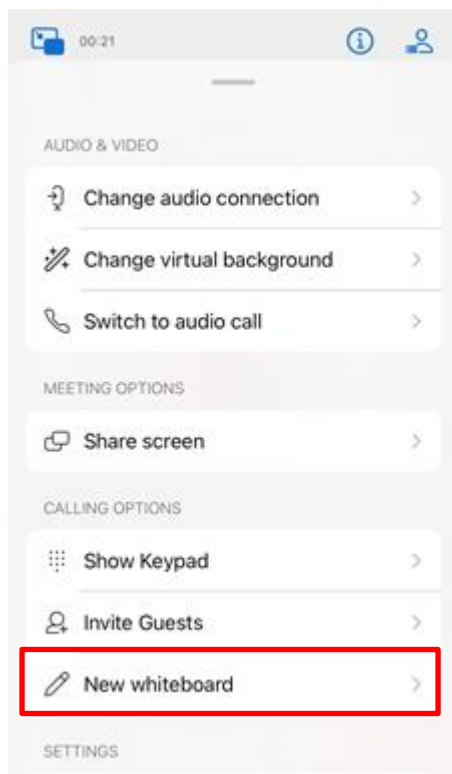 00:21
AUDIO & VIDEO
Change audio connection
Change virtual background
Switch to audio call
MEETING OPTIONS
Share screen
CALLING OPTIONS
Show Keypad
Invite Guests
New whiteboard
SETTINGS